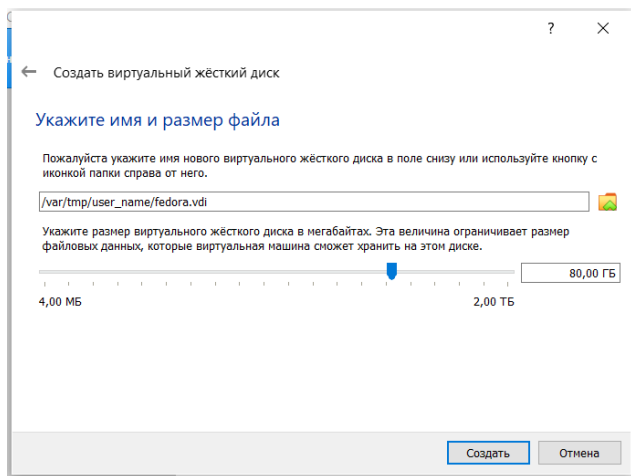 ?
Создать виртуальный жёсткий диск
Укажите имя и размер файла
Пожалуйста укажите имя нового виртуального жёсткого диска в поле снизу или используйте кнопку с
иконкой папки справа от него.
/var/tmp/user_name/fedora.vdi
Укажите размер виртуального жёсткого диска в мегабайтах. Эта величина ограничивает размер
файловых данных, которые виртуальная машина сможет хранить на этом диске.
80,00 ГБ
4,00 МБ 2,00 ТБ
Создать Отмена